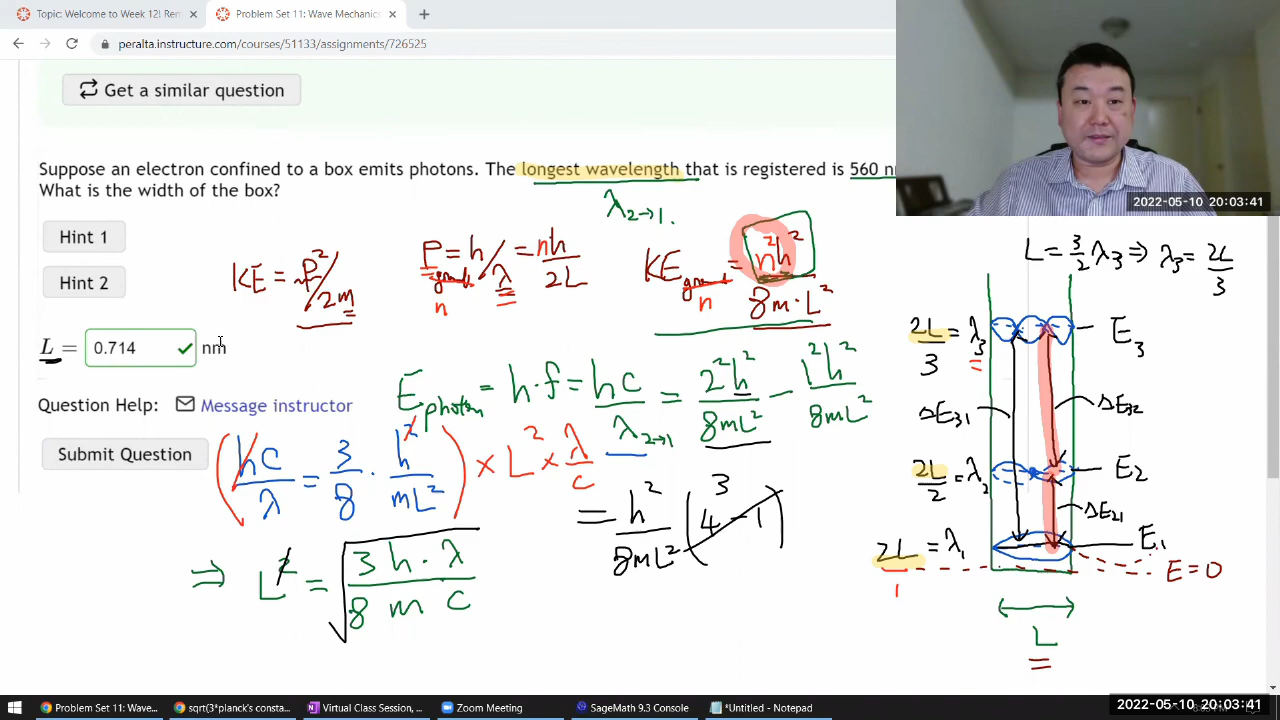 Topic: Welcome to Week 12! Ren
Problem Set 11: Wave Mechanics
peralta.instructure.com/courses/51133/assignments/726525
Get a similar question
Suppose an electron confined to a box emits photons. The longest wavelength that is registered is 560 n
What is the width of the box?
λ₂→₁.
Hint 1
Hint 2
KE = p²/2m
P = h/λ = nh/2L
ground
n
KE = n²h²/8m·L²
ground
n
L = 0.714 nm
E photon = h·f = hc/λ₂→₁ = 2²h²/8mL² - 1²h²/8mL²
Question Help: Message instructor
Submit Question
(hc/λ = 3/8 · h²/mL²) × L² × λ/c
= h²/8mL² (4-1)
3
⇒ L² = √(3h·λ/8mc)
2022-05-10 20:03:41
L = 3/2 λ₃ ⇒ λ₃ = 2L/3
2L/3 = λ₃
E₃
ΔE31
ΔE32
2L/2 = λ₂
E₂
ΔE21
2L/1 = λ₁
E₁
E=0
L
=
Problem Set 11: Wav...
sqrt(3*planck's consta...
Virtual Class Session, ...
Zoom Meeting
SageMath 9.3 Console
*Untitled - Notepad
2022-05-10 20:03:41